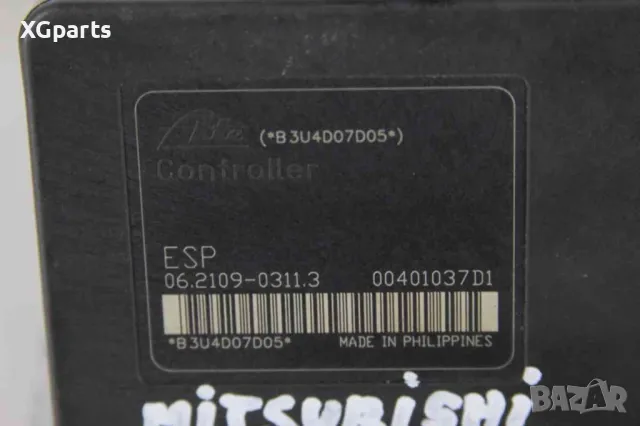 XGparts
Ate (*B3U4D07D05*)
Controller
ESP
06.2109-0311.3 00401037D1
*B3U4D07D05* MADE IN PHILIPPINES
MiTSUBiSHi
BAZAR